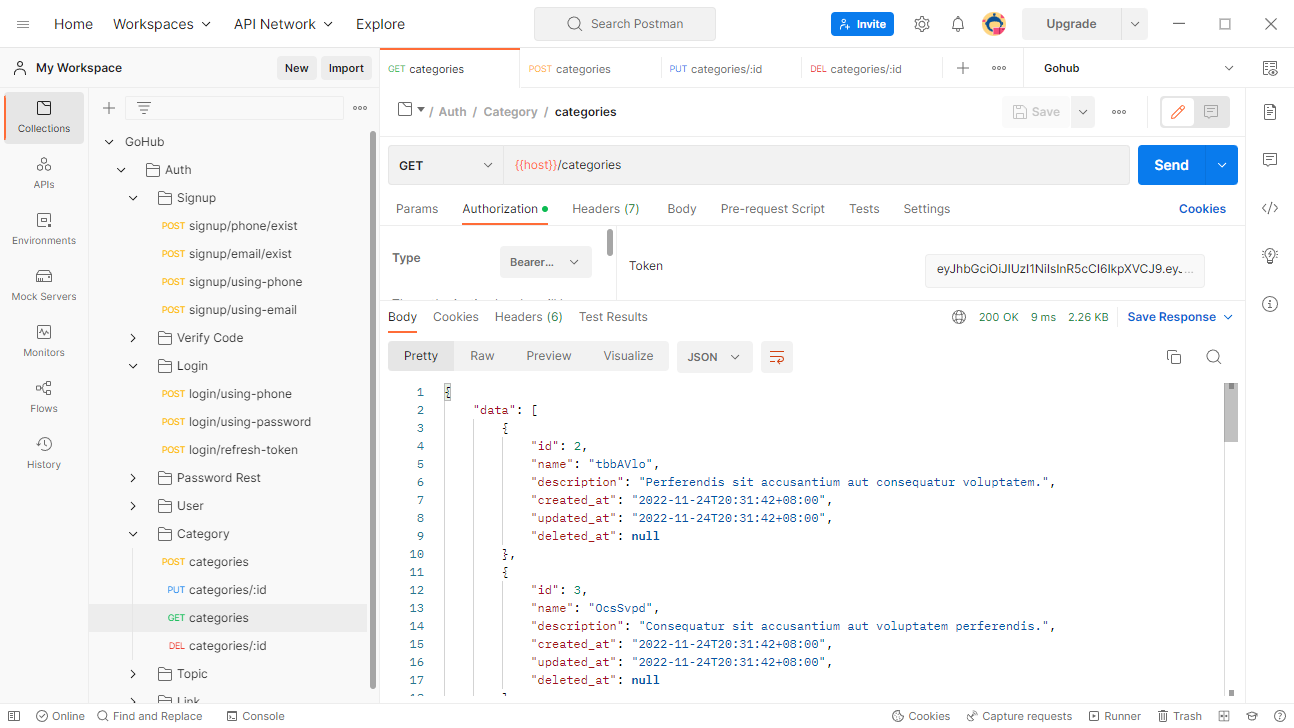 Home Workspaces API Network Explore Search Postman Invite Upgrade
My Workspace New Import
GET categories POST categories PUT categories/:id DEL categories/:id Gohub
Collections
APIs
Environments
Mock Servers
Monitors
Flows
History
GoHub
Auth
Signup
POST signup/phone/exist
POST signup/email/exist
POST signup/using-phone
POST signup/using-email
Verify Code
Login
POST login/using-phone
POST login/using-password
POST login/refresh-token
Password Rest
User
Category
POST categories
PUT categories/:id
GET categories
DEL categories/:id
Topic
Link
/ Auth / Category / categories Save
GET {{host}}/categories Send
Params Authorization Headers (7) Body Pre-request Script Tests Settings Cookies
Type Bearer... Token eyJhbGciOiJIUzI1NiIsInR5cCI6IkpXVCJ9.eyJ...
Body Cookies Headers (6) Test Results 200 OK 9 ms 2.26 KB Save Response
Pretty Raw Preview Visualize JSON
1 {
2 "data": [
3 {
4 "id": 2,
5 "name": "tbbAVlo",
6 "description": "Perferendis sit accusantium aut consequatur voluptatem.",
7 "created_at": "2022-11-24T20:31:42+08:00",
8 "updated_at": "2022-11-24T20:31:42+08:00",
9 "deleted_at": null
10 },
11 {
12 "id": 3,
13 "name": "OcsSvpd",
14 "description": "Consequatur sit accusantium aut voluptatem perferendis.",
15 "created_at": "2022-11-24T20:31:42+08:00",
16 "updated_at": "2022-11-24T20:31:42+08:00",
17 "deleted_at": null
Online Find and Replace Console Cookies Capture requests Runner Trash